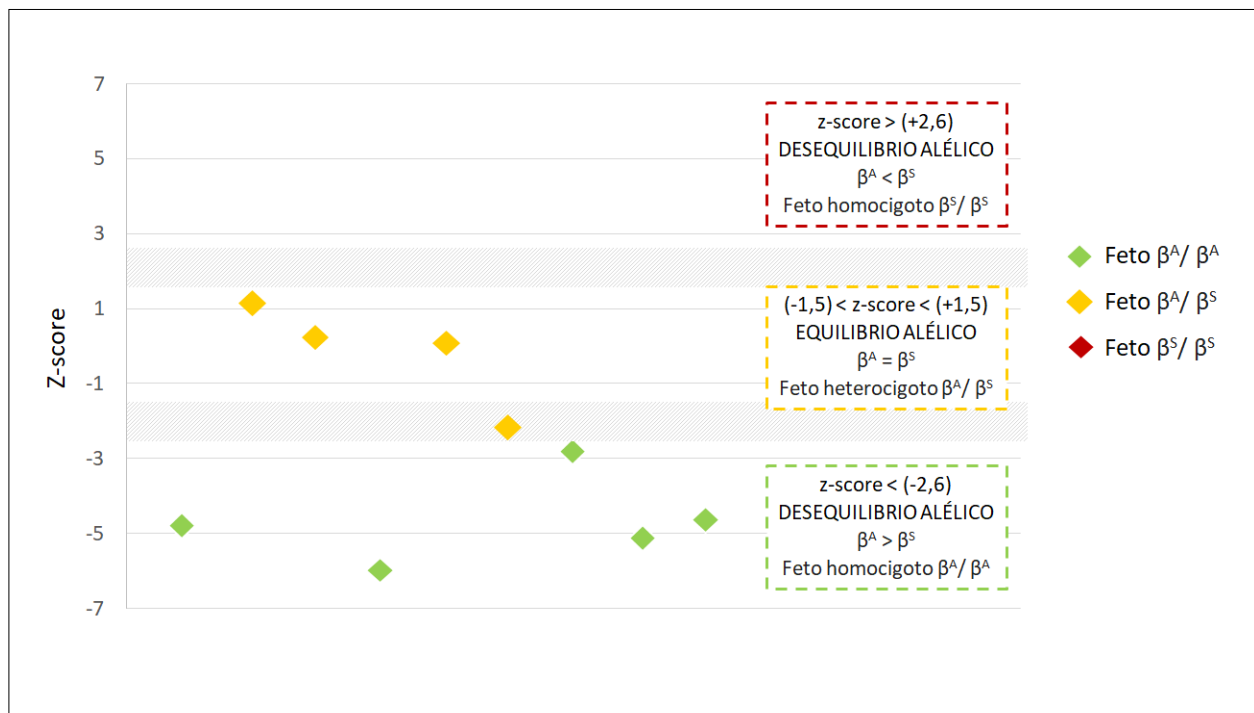 7
5
3
1
-1
-3
-5
-7
Z-score
z-score > (+2,6)
DESEQUILIBRIO ALÉLICO
βᴬ < βˢ
Feto homocigoto βˢ/ βˢ
(-1,5) < z-score < (+1,5)
EQUILIBRIO ALÉLICO
βᴬ = βˢ
Feto heterocigoto βᴬ/ βˢ
z-score < (-2,6)
DESEQUILIBRIO ALÉLICO
βᴬ > βˢ
Feto homocigoto βᴬ/ βᴬ
Feto βᴬ/ βᴬ
Feto βᴬ/ βˢ
Feto βˢ/ βˢ